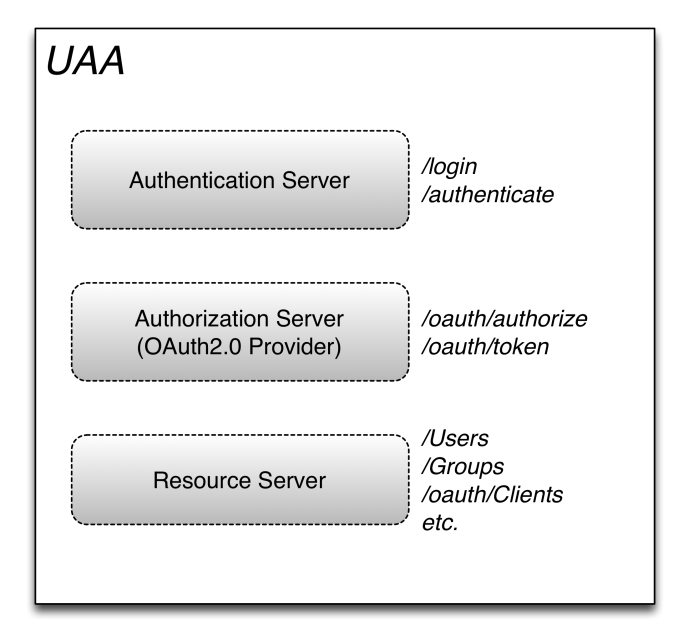 UAA
Authentication Server
/login
/authenticate
Authorization Server
(OAuth2.0 Provider)
/oauth/authorize
/oauth/token
Resource Server
/Users
/Groups
/oauth/Clients
etc.